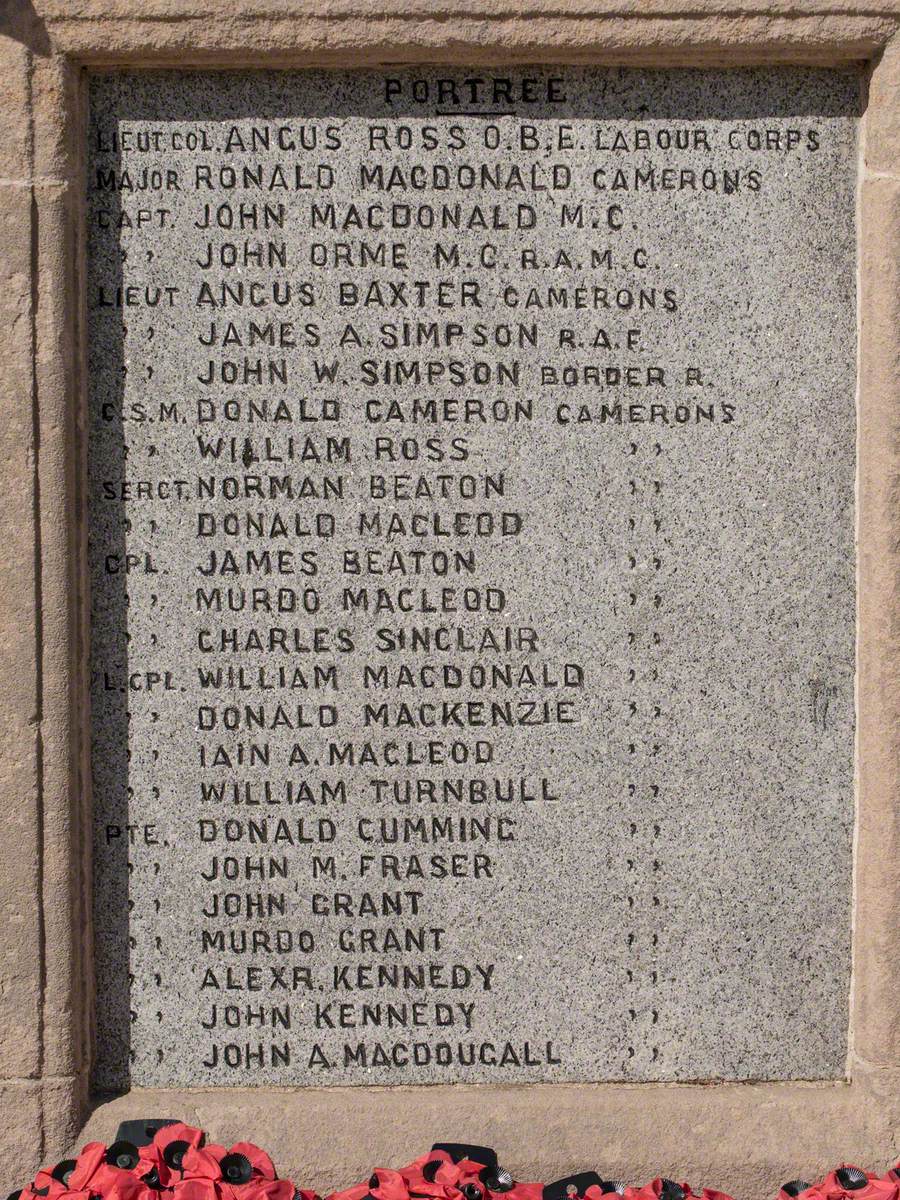 PORTREE
LIEUT COL. ANGUS ROSS O.B.E. LABOUR CORPS
MAJOR RONALD MACDONALD CAMERONS
CAPT. JOHN MACDONALD M.C.
,, JOHN ORME M.C. R.A.M.C.
LIEUT ANGUS BAXTER CAMERONS
,, JAMES A. SIMPSON R.A.F.
,, JOHN W. SIMPSON BORDER R.
C.S.M. DONALD CAMERON CAMERONS
,, WILLIAM ROSS ,,
SERGT. NORMAN BEATON ,,
,, DONALD MACLEOD ,,
CPL. JAMES BEATON ,,
,, MURDO MACLEOD ,,
,, CHARLES SINCLAIR ,,
L.CPL. WILLIAM MACDONALD ,,
,, DONALD MACKENZIE ,,
,, IAIN A. MACLEOD ,,
,, WILLIAM TURNBULL ,,
PTE. DONALD CUMMING ,,
,, JOHN M. FRASER ,,
,, JOHN GRANT ,,
,, MURDO GRANT ,,
,, ALEXR. KENNEDY ,,
,, JOHN KENNEDY ,,
,, JOHN A. MACDOUGALL ,,